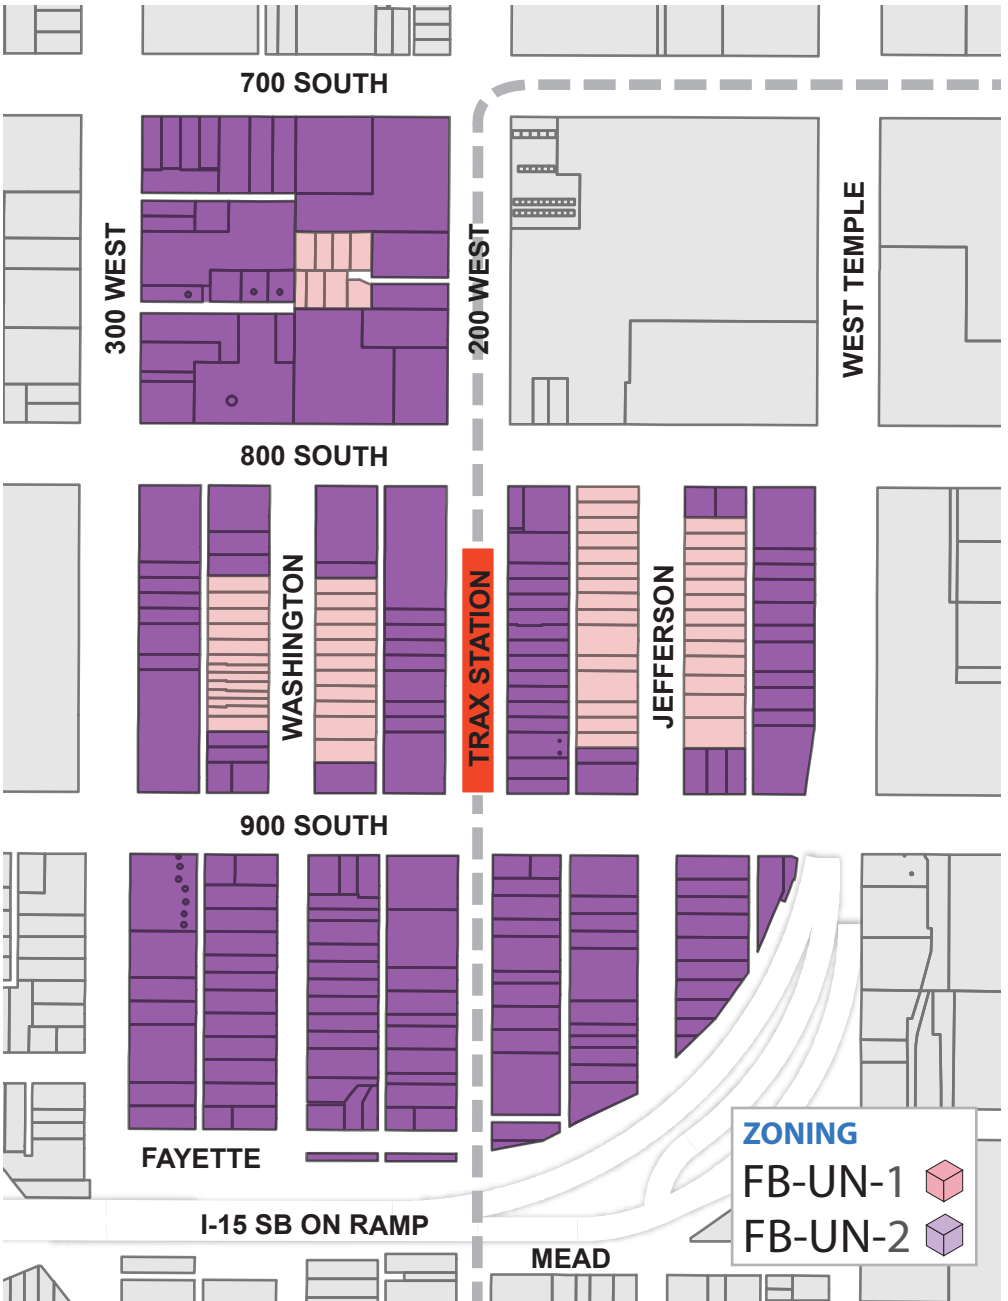 700 SOUTH
300 WEST
200 WEST
WEST TEMPLE
800 SOUTH
WASHINGTON
TRAX STATION
JEFFERSON
900 SOUTH
FAYETTE
I-15 SB ON RAMP
MEAD
ZONING
FB-UN-1
FB-UN-2